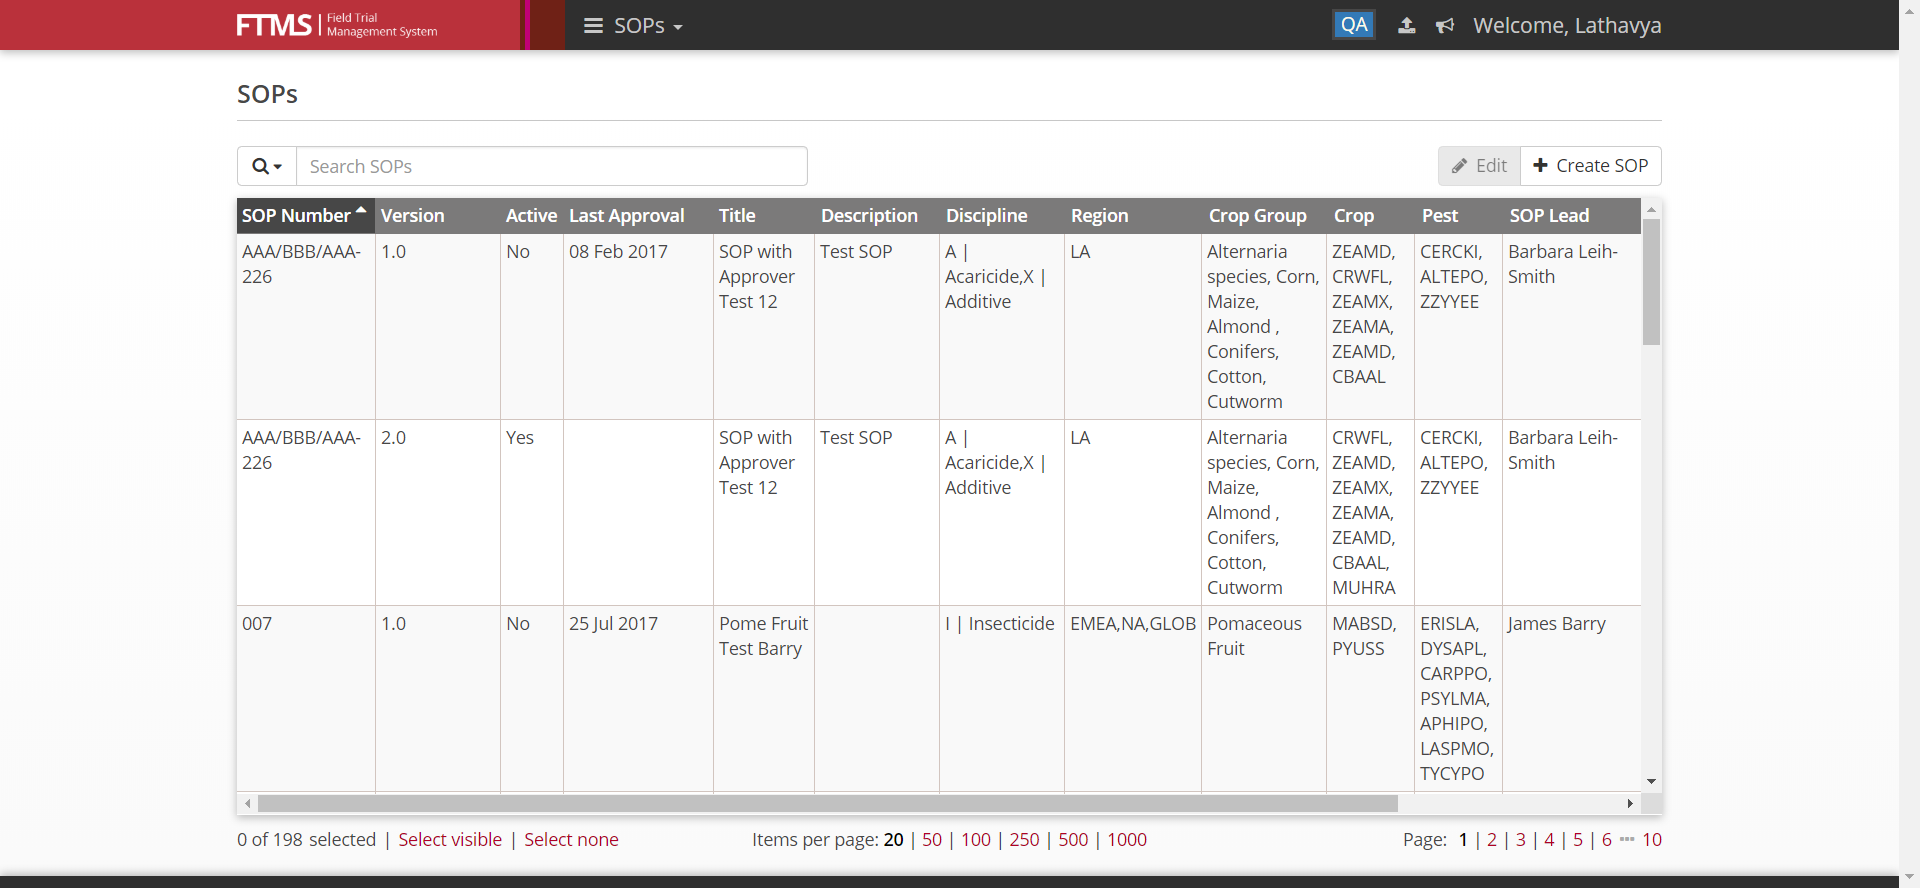 FTMS | Field Trial
Management System
SOPs
QA
Welcome, Lathavya
SOPs
Search SOPs
Edit
Create SOP
SOP Number Version Active Last Approval Title Description Discipline Region Crop Group Crop Pest SOP Lead
AAA/BBB/AAA- 1.0 No 08 Feb 2017 SOP with Test SOP A | LA Alternaria ZEAMD, CERCKI, Barbara Leih-
226 Approver Acaricide,X | species, Corn, CRWFL, ALTEPO, Smith
Test 12 Additive Maize, ZEAMX, ZZYYEE
Almond , ZEAMA,
Conifers, ZEAMD,
Cotton, CBAAL
Cutworm
AAA/BBB/AAA- 2.0 Yes SOP with Test SOP A | LA Alternaria CRWFL, CERCKI, Barbara Leih-
226 Approver Acaricide,X | species, Corn, ZEAMD, ALTEPO, Smith
Test 12 Additive Maize, ZEAMX, ZZYYEE
Almond , ZEAMA,
Conifers, ZEAMD,
Cotton, CBAAL,
Cutworm MUHRA
007 1.0 No 25 Jul 2017 Pome Fruit I | Insecticide EMEA,NA,GLOB Pomaceous MABSD, ERISLA, James Barry
Test Barry Fruit PYUSS DYSAPL,
CARPPO,
PSYLMA,
APHIPO,
LASPMO,
TYCYPO
0 of 198 selected | Select visible | Select none Items per page: 20 | 50 | 100 | 250 | 500 | 1000 Page: 1 | 2 | 3 | 4 | 5 | 6 ··· 10